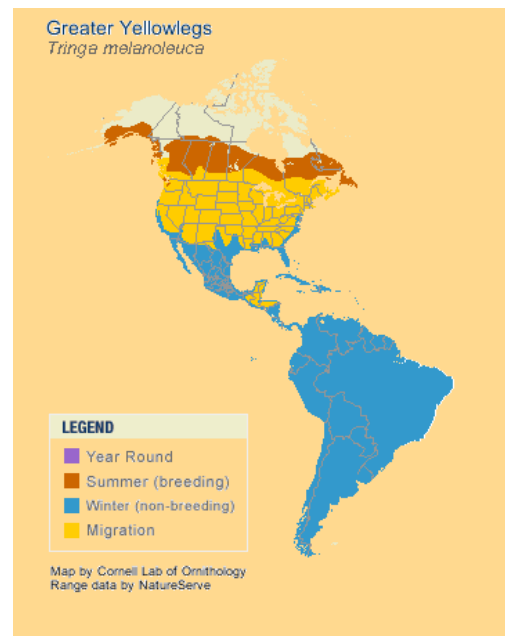 Greater Yellowlegs
Tringa melanoleuca
LEGEND
Year Round
Summer (breeding)
Winter (non-breeding)
Migration
Map by Cornell Lab of Ornithology
Range data by NatureServe